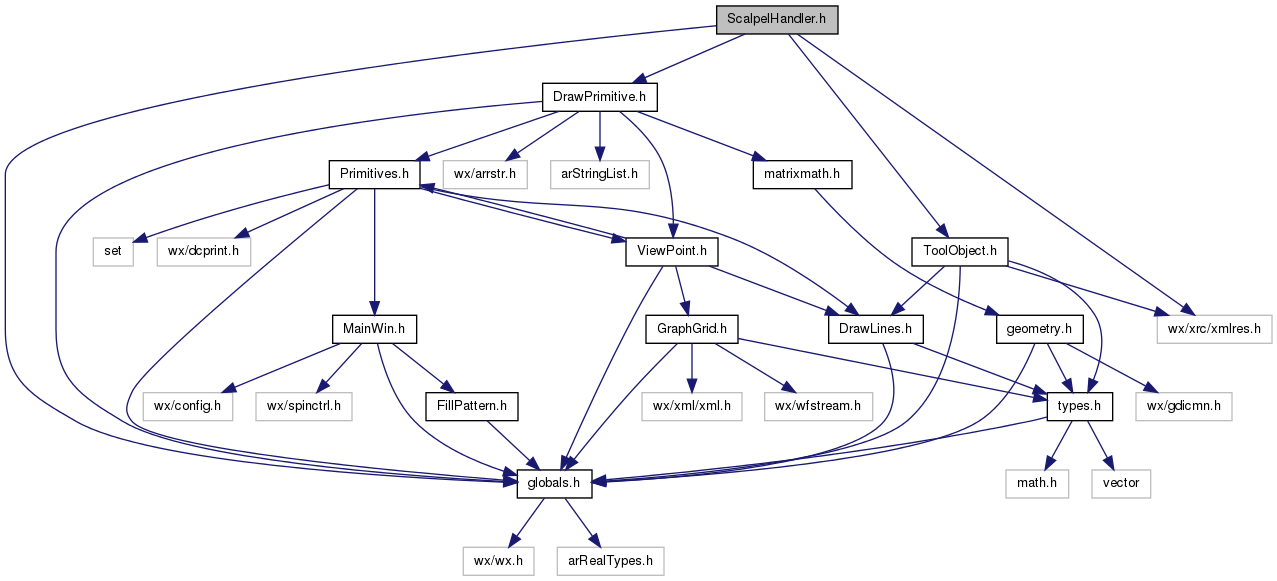 ScalpelHandler.h
DrawPrimitive.h
Primitives.h
wx/arrstr.h
arStringList.h
matrixmath.h
set
wx/dcprint.h
ViewPoint.h
ToolObject.h
MainWin.h
GraphGrid.h
DrawLines.h
geometry.h
wx/xrc/xmlres.h
wx/config.h
wx/spinctrl.h
FillPattern.h
wx/xml/xml.h
wx/wfstream.h
types.h
wx/gdicmn.h
globals.h
math.h
vector
wx/wx.h
arRealTypes.h